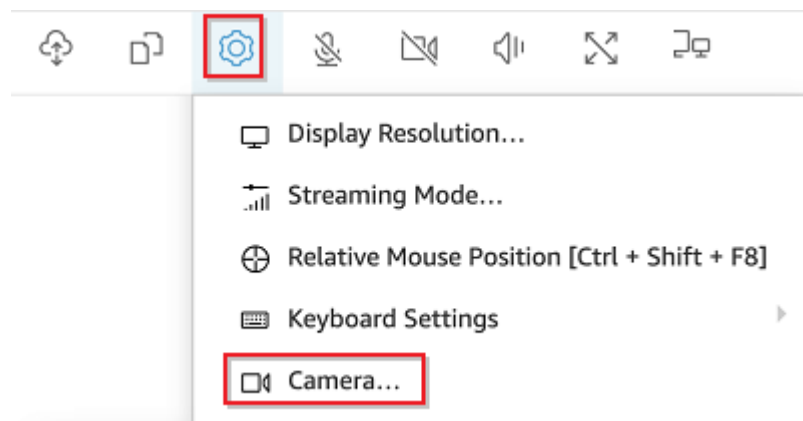 Display Resolution...
Streaming Mode...
Relative Mouse Position [Ctrl + Shift + F8]
Keyboard Settings
Camera...